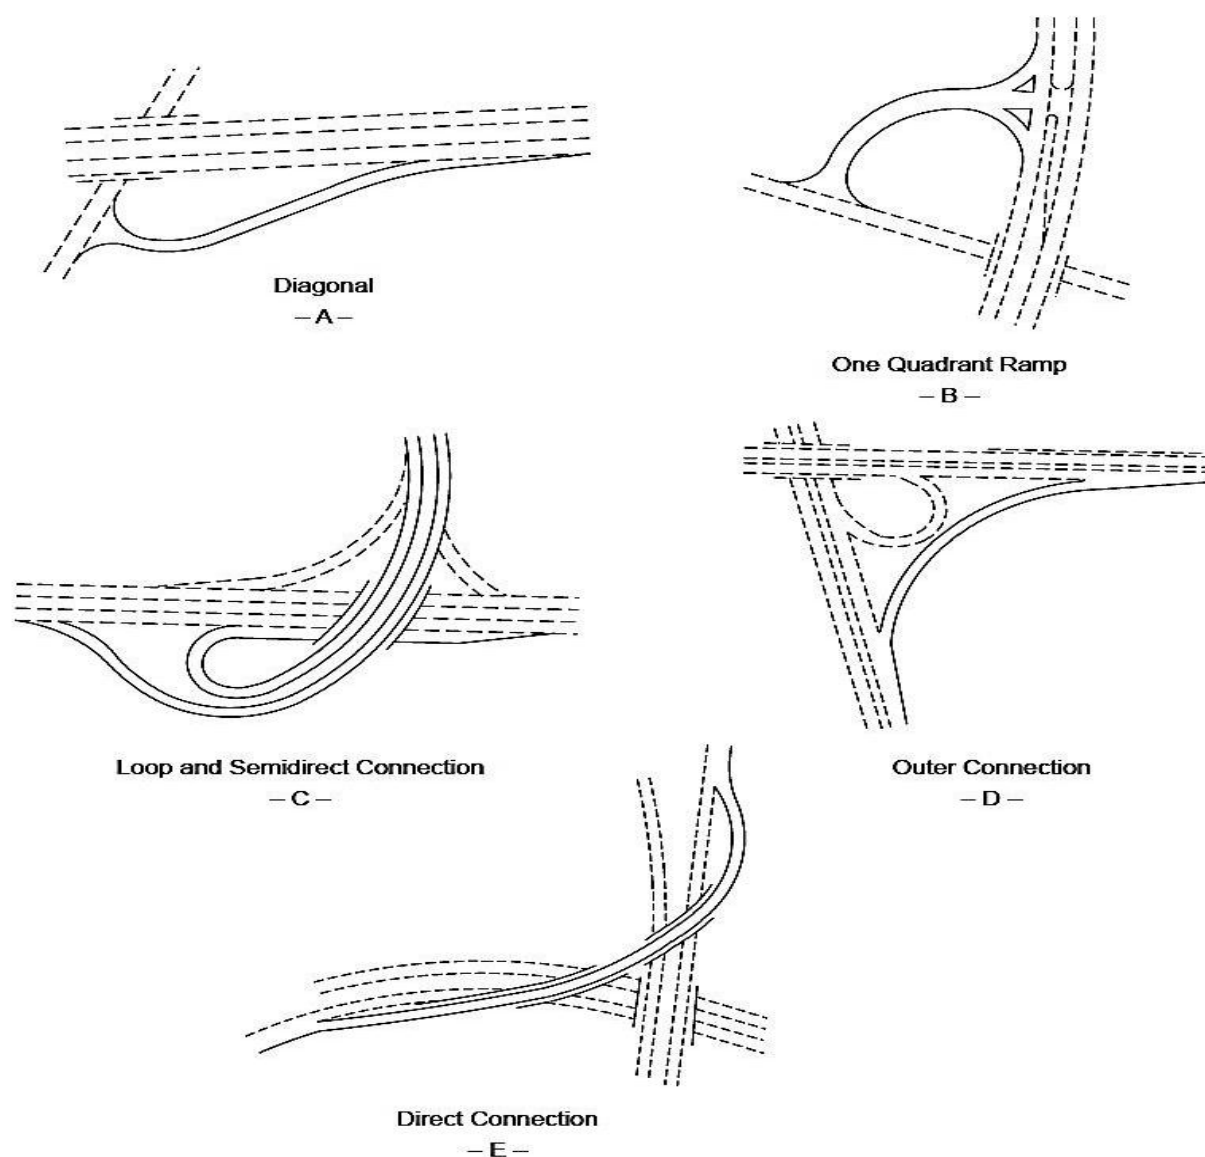 Diagonal
– A –
One Quadrant Ramp
– B –
Loop and Semidirect Connection
– C –
Outer Connection
– D –
Direct Connection
– E –